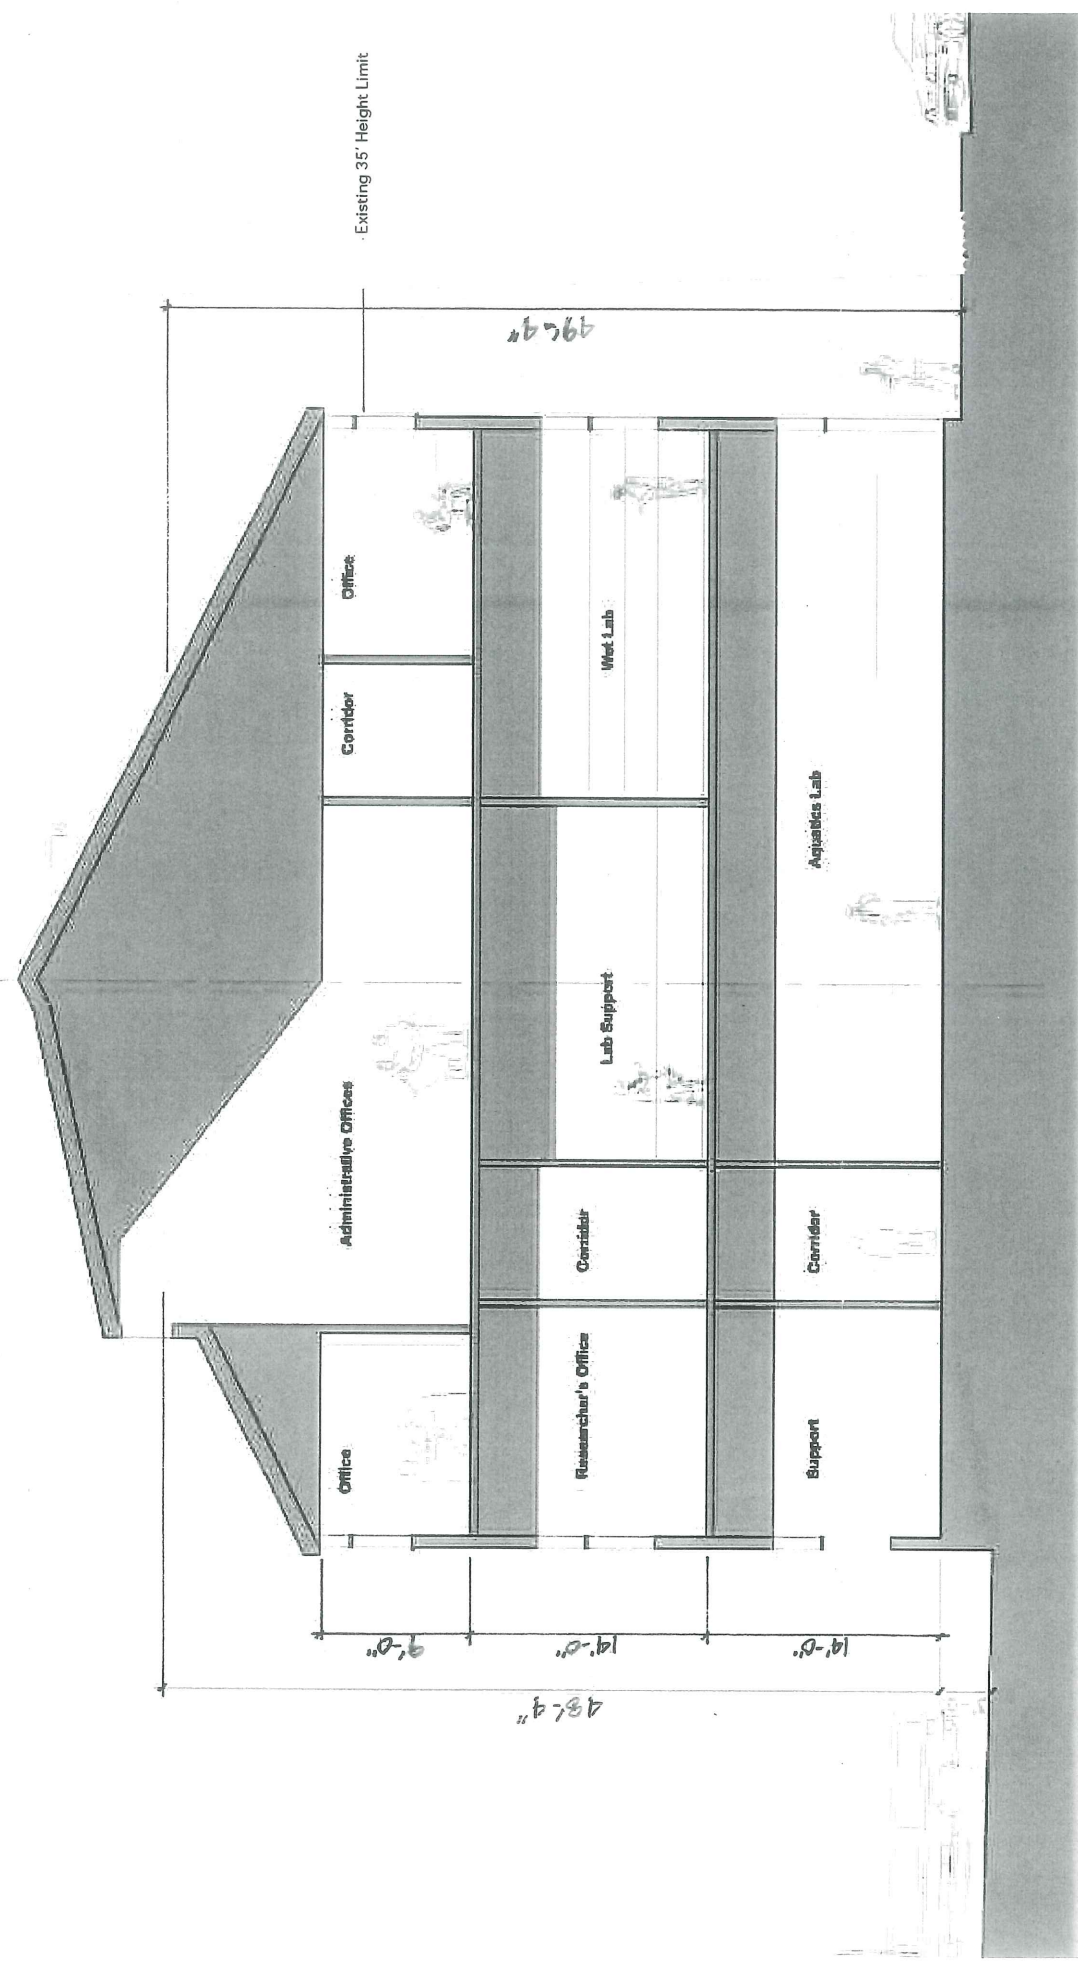 Existing 35' Height Limit
49'-4"
48'-4"
9'-0"
14'-0"
14'-0"
Office
Administrative Offices
Corridor
Office
Researcher's Office
Corridor
Lab Support
Wet Lab
Support
Corridor
Aquatics Lab